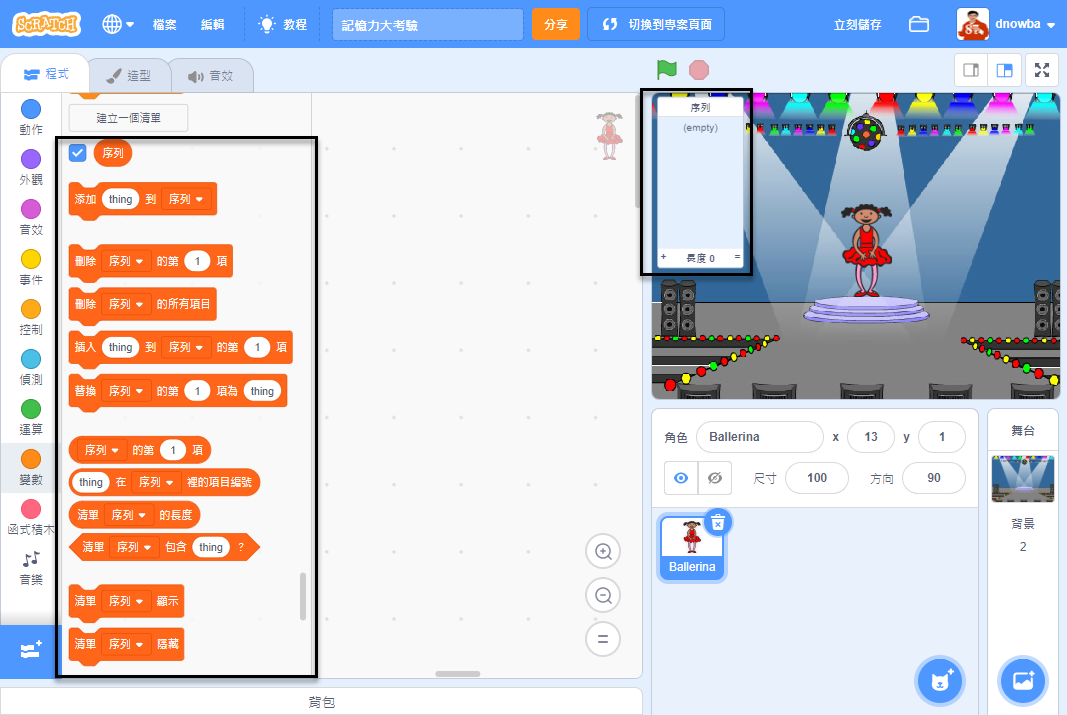 SCRATCH
檔案
編輯
教程
記憶力大考驗
分享
切換到專案頁面
立刻儲存
dnowba
程式
造型
音效
動作
外觀
音效
事件
控制
偵測
運算
變數
函式積木
音樂
建立一個清單
序列
添加 thing 到 序列
刪除 序列 的第 1 項
刪除 序列 的所有項目
插入 thing 到 序列 的第 1 項
替換 序列 的第 1 項為 thing
序列 的第 1 項
thing 在 序列 裡的項目編號
清單 序列 的長度
清單 序列 包含 thing ?
清單 序列 顯示
清單 序列 隱藏
背包
序列
(empty)
+ 長度 0 =
角色 Ballerina x 13 y 1
尺寸 100 方向 90
Ballerina
舞台
背景
2